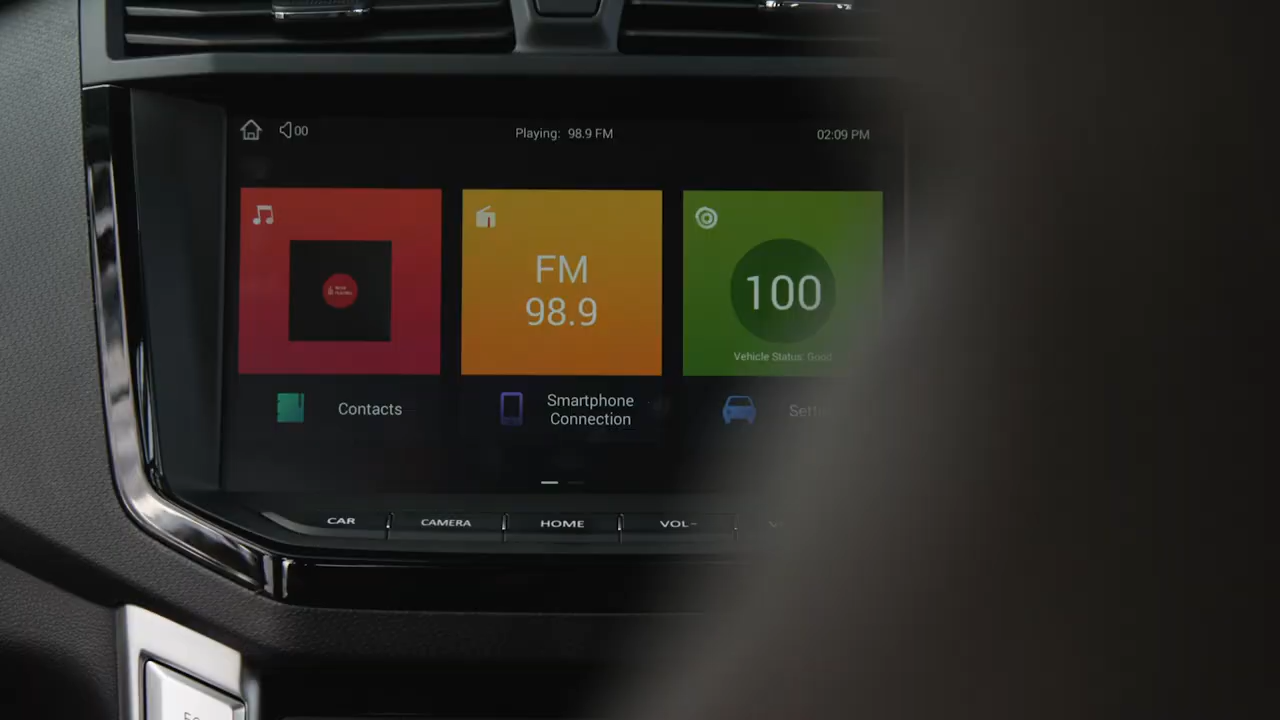 00
Playing: 98.9 FM
02:09 PM
FM
98.9
100
Vehicle Status: Good
Contacts
Smartphone
Connection
CAR
CAMERA
HOME
VOL-